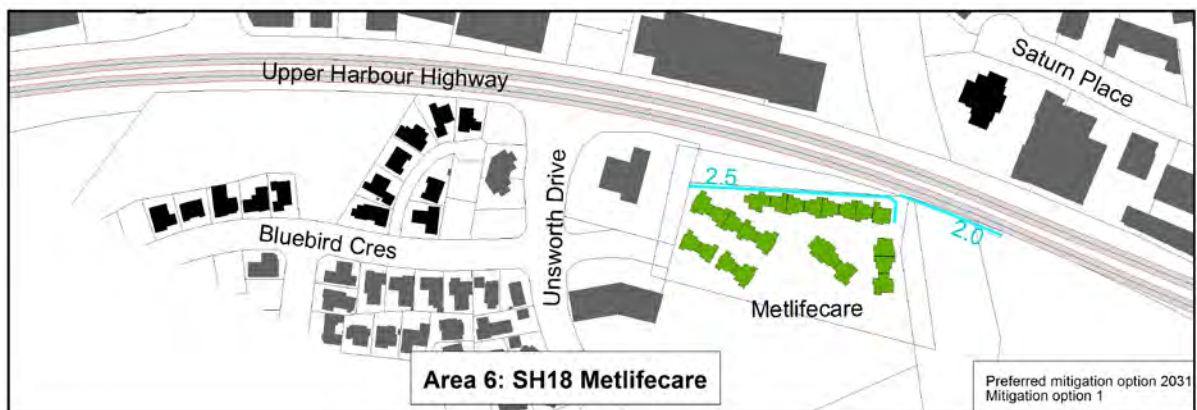 Upper Harbour Highway
Saturn Place
Unsworth Drive
2.5
2.0
Bluebird Cres
Metlifecare
Area 6: SH18 Metlifecare
Preferred mitigation option 2031
Mitigation option 1